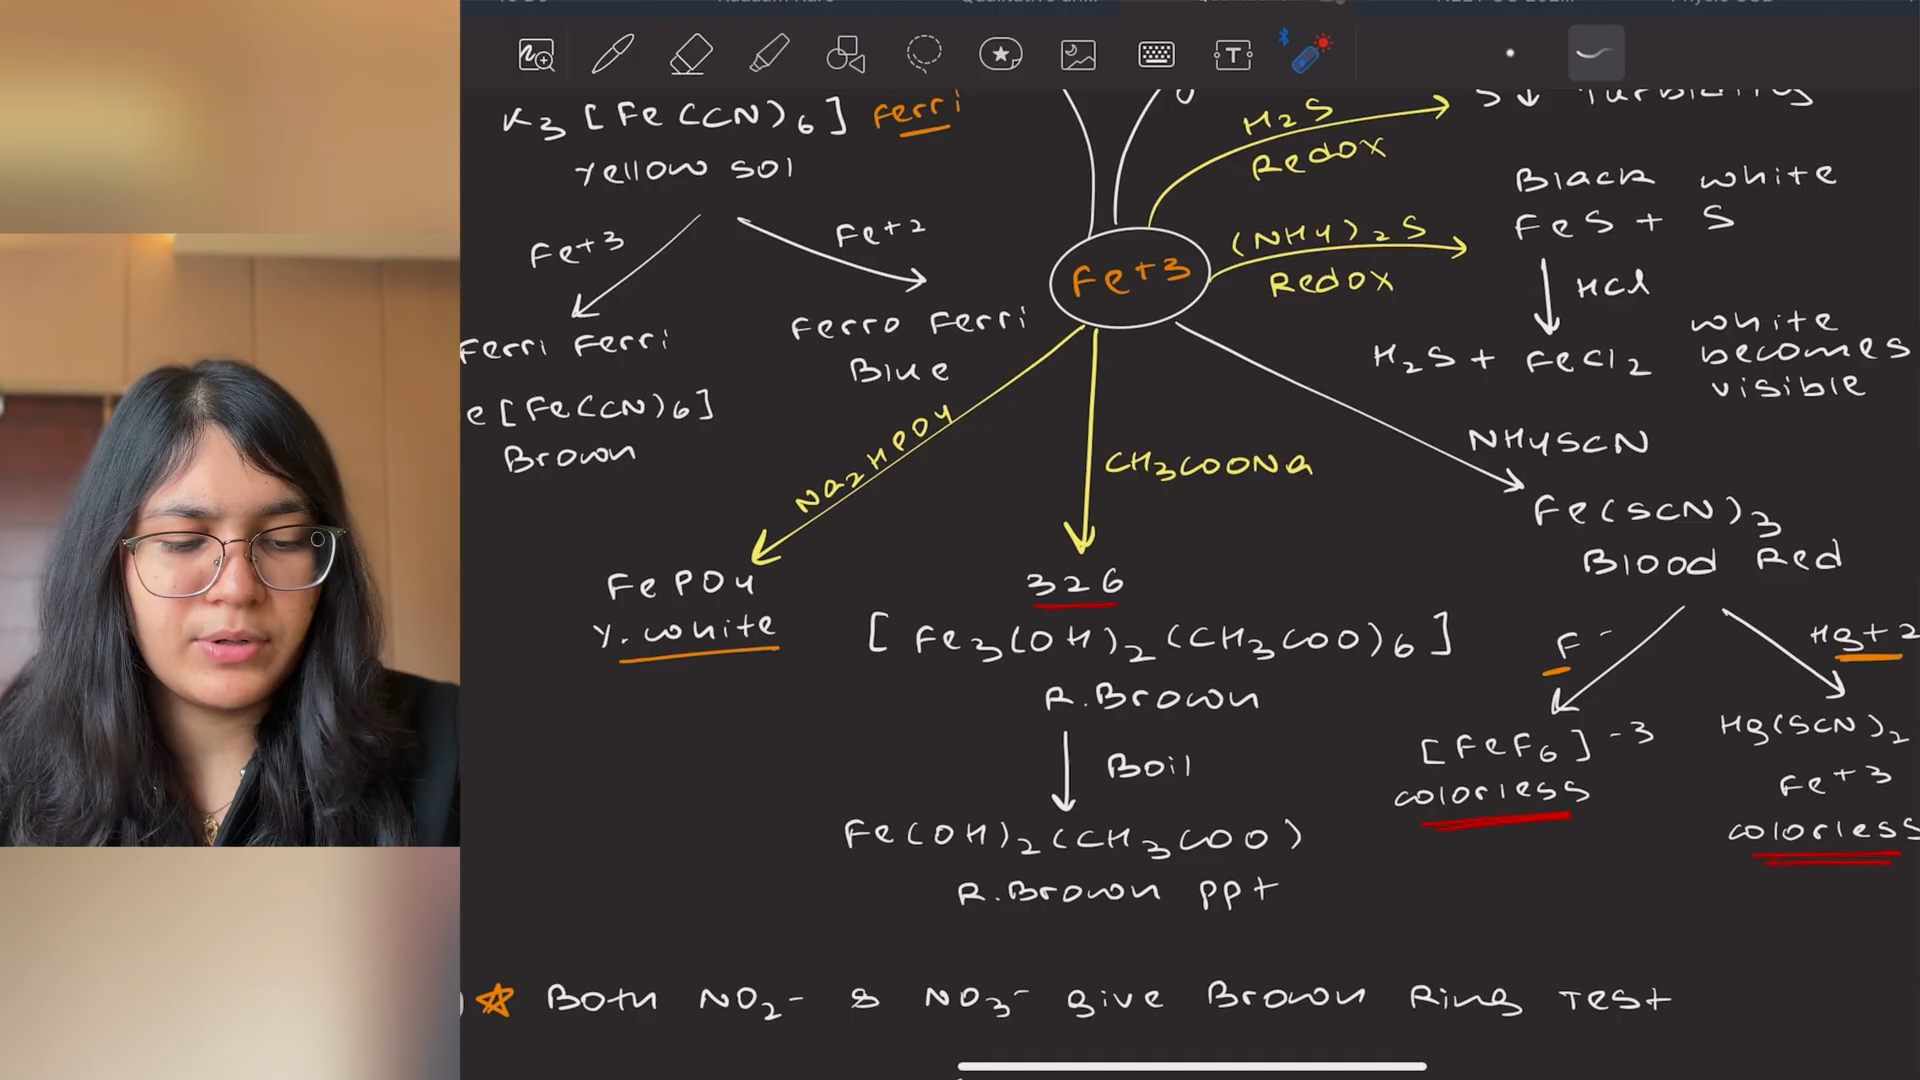 K3 [Fe(CN)6] Ferri
Yellow sol
Fe+3
Fe+2
Ferri Ferri
e[Fe(CN)6]
Brown
Ferro Ferri
Blue
Fe+3
H2S
Redox
S↓ Turbidity
(NH4)2S
Redox
Black white
FeS + S
HCl
H2S + FeCl2
white
becomes
visible
Na2HPO4
FePO4
Y. white
CH3COONa
326
[Fe3(OH)2(CH3COO)6]
R.Brown
Boil
Fe(OH)2(CH3COO)
R.Brown ppt
NH4SCN
Fe(SCN)3
Blood Red
F-
[FeF6]-3
colorless
Hg+2
Hg(SCN)2
Fe+3
colorless
Both NO2- & NO3- give Brown Ring Test